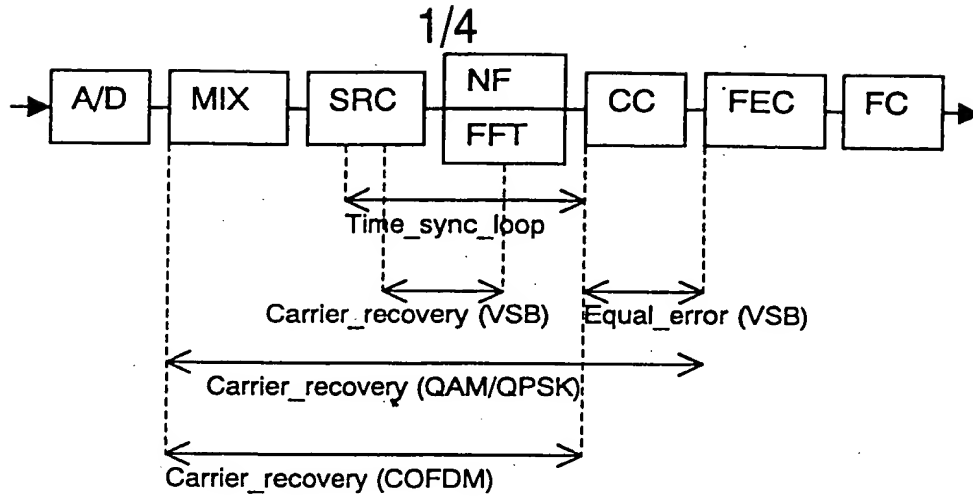 1/4
A/D MIX SRC NF CC FEC FC
FFT
Time_sync_loop
Carrier_recovery (VSB) Equal_error (VSB)
Carrier_recovery (QAM/QPSK)
Carrier_recovery (COFDM)